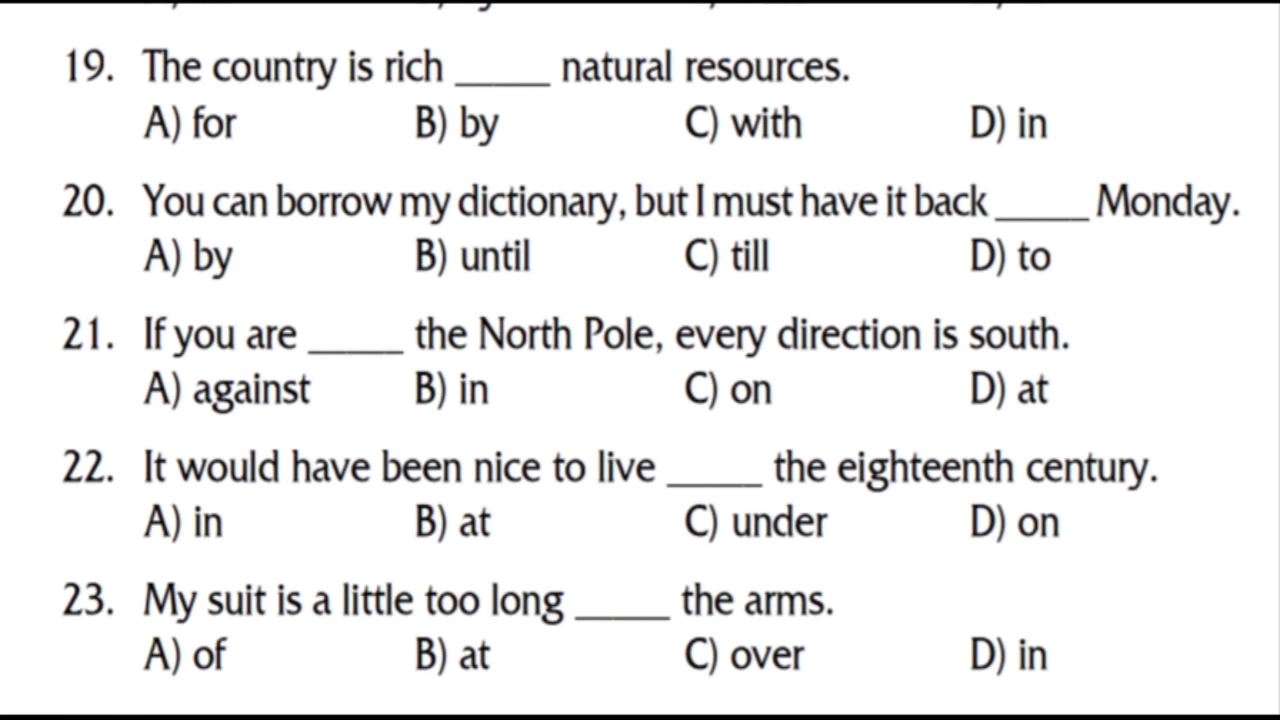 19. The country is rich _____ natural resources.
A) for B) by C) with D) in
20. You can borrow my dictionary, but I must have it back _____ Monday.
A) by B) until C) till D) to
21. If you are _____ the North Pole, every direction is south.
A) against B) in C) on D) at
22. It would have been nice to live _____ the eighteenth century.
A) in B) at C) under D) on
23. My suit is a little too long _____ the arms.
A) of B) at C) over D) in